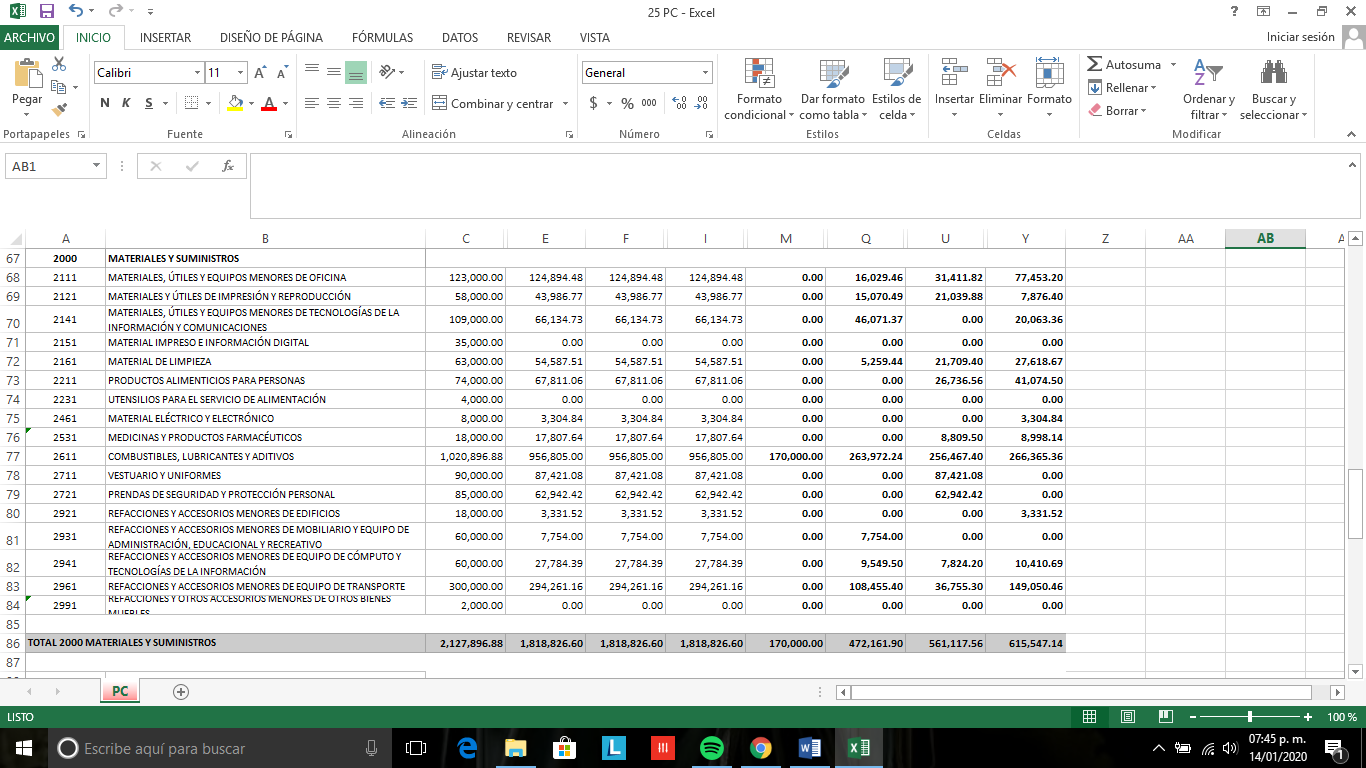 25 PC - Excel
ARCHIVO INICIO INSERTAR DISEÑO DE PÁGINA FÓRMULAS DATOS REVISAR VISTA Iniciar sesión
Pegar Calibri 11 Ajustar texto General Formato condicional Dar formato como tabla Estilos de celda Insertar Eliminar Formato Autosuma Ordenar y filtrar Buscar y seleccionar
N K S Combinar y centrar $ % 000 Rellenar
Borrar
Portapapeles Fuente Alineación Número Estilos Celdas Modificar
AB1 fx
A B C E F I M Q U Y Z AA AB
67 2000 MATERIALES Y SUMINISTROS
68 2111 MATERIALES, ÚTILES Y EQUIPOS MENORES DE OFICINA 123,000.00 124,894.48 124,894.48 124,894.48 0.00 16,029.46 31,411.82 77,453.20
69 2121 MATERIALES Y ÚTILES DE IMPRESIÓN Y REPRODUCCIÓN 58,000.00 43,986.77 43,986.77 43,986.77 0.00 15,070.49 21,039.88 7,876.40
70 2141 MATERIALES, ÚTILES Y EQUIPOS MENORES DE TECNOLOGÍAS DE LA
INFORMACIÓN Y COMUNICACIONES 109,000.00 66,134.73 66,134.73 66,134.73 0.00 46,071.37 0.00 20,063.36
71 2151 MATERIAL IMPRESO E INFORMACIÓN DIGITAL 35,000.00 0.00 0.00 0.00 0.00 0.00 0.00 0.00
72 2161 MATERIAL DE LIMPIEZA 63,000.00 54,587.51 54,587.51 54,587.51 0.00 5,259.44 21,709.40 27,618.67
73 2211 PRODUCTOS ALIMENTICIOS PARA PERSONAS 74,000.00 67,811.06 67,811.06 67,811.06 0.00 0.00 26,736.56 41,074.50
74 2231 UTENSILIOS PARA EL SERVICIO DE ALIMENTACIÓN 4,000.00 0.00 0.00 0.00 0.00 0.00 0.00 0.00
75 2461 MATERIAL ELÉCTRICO Y ELECTRÓNICO 8,000.00 3,304.84 3,304.84 3,304.84 0.00 0.00 0.00 3,304.84
76 2531 MEDICINAS Y PRODUCTOS FARMACÉUTICOS 18,000.00 17,807.64 17,807.64 17,807.64 0.00 0.00 8,809.50 8,998.14
77 2611 COMBUSTIBLES, LUBRICANTES Y ADITIVOS 1,020,896.88 956,805.00 956,805.00 956,805.00 170,000.00 263,972.24 256,467.40 266,365.36
78 2711 VESTUARIO Y UNIFORMES 90,000.00 87,421.08 87,421.08 87,421.08 0.00 0.00 87,421.08 0.00
79 2721 PRENDAS DE SEGURIDAD Y PROTECCIÓN PERSONAL 85,000.00 62,942.42 62,942.42 62,942.42 0.00 0.00 62,942.42 0.00
80 2921 REFACCIONES Y ACCESORIOS MENORES DE EDIFICIOS 18,000.00 3,331.52 3,331.52 3,331.52 0.00 0.00 0.00 3,331.52
81 2931 REFACCIONES Y ACCESORIOS MENORES DE MOBILIARIO Y EQUIPO DE
ADMINISTRACIÓN, EDUCACIONAL Y RECREATIVO 60,000.00 7,754.00 7,754.00 7,754.00 0.00 7,754.00 0.00 0.00
82 2941 REFACCIONES Y ACCESORIOS MENORES DE EQUIPO DE CÓMPUTO Y
TECNOLOGÍAS DE LA INFORMACIÓN 60,000.00 27,784.39 27,784.39 27,784.39 0.00 9,549.50 7,824.20 10,410.69
83 2961 REFACCIONES Y ACCESORIOS MENORES DE EQUIPO DE TRANSPORTE 300,000.00 294,261.16 294,261.16 294,261.16 0.00 108,455.40 36,755.30 149,050.46
84 2991 REFACCIONES Y OTROS ACCESORIOS MENORES DE OTROS BIENES
MUEBLES 2,000.00 0.00 0.00 0.00 0.00 0.00 0.00 0.00
85
86 TOTAL 2000 MATERIALES Y SUMINISTROS 2,127,896.88 1,818,826.60 1,818,826.60 1,818,826.60 170,000.00 472,161.90 561,117.56 615,547.14
87
PC
LISTO 100 %
Escribe aquí para buscar
07:45 p. m.
14/01/2020
1